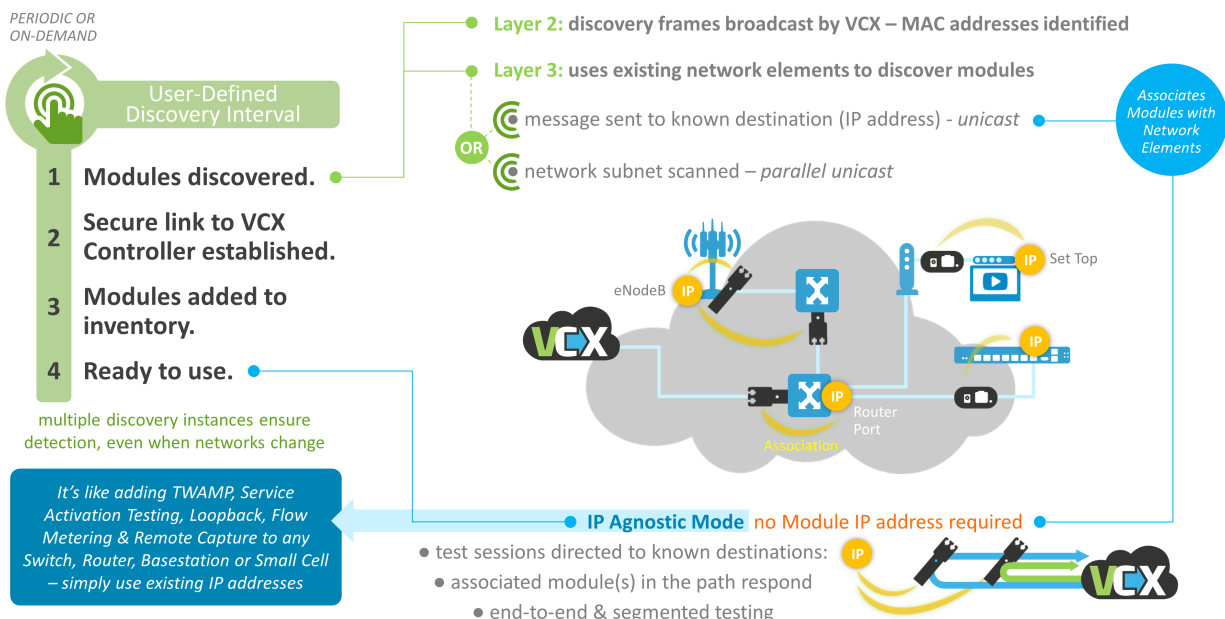 PERIODIC OR
ON-DEMAND
User-Defined
Discovery Interval
1 Modules discovered.
2 Secure link to VCX
Controller established.
3 Modules added to
inventory.
4 Ready to use.
multiple discovery instances ensure
detection, even when networks change
It's like adding TWAMP, Service
Activation Testing, Loopback, Flow
Metering & Remote Capture to any
Switch, Router, Basestation or Small Cell
– simply use existing IP addresses
Layer 2: discovery frames broadcast by VCX – MAC addresses identified
Layer 3: uses existing network elements to discover modules
OR
message sent to known destination (IP address) - unicast
network subnet scanned – parallel unicast
Associates
Modules with
Network
Elements
eNodeB
IP
IP
Set Top
VCX
IP
IP
Router
Port
Association
IP Agnostic Mode no Module IP address required
● test sessions directed to known destinations:
● associated module(s) in the path respond
● end-to-end & segmented testing
IP
VCX